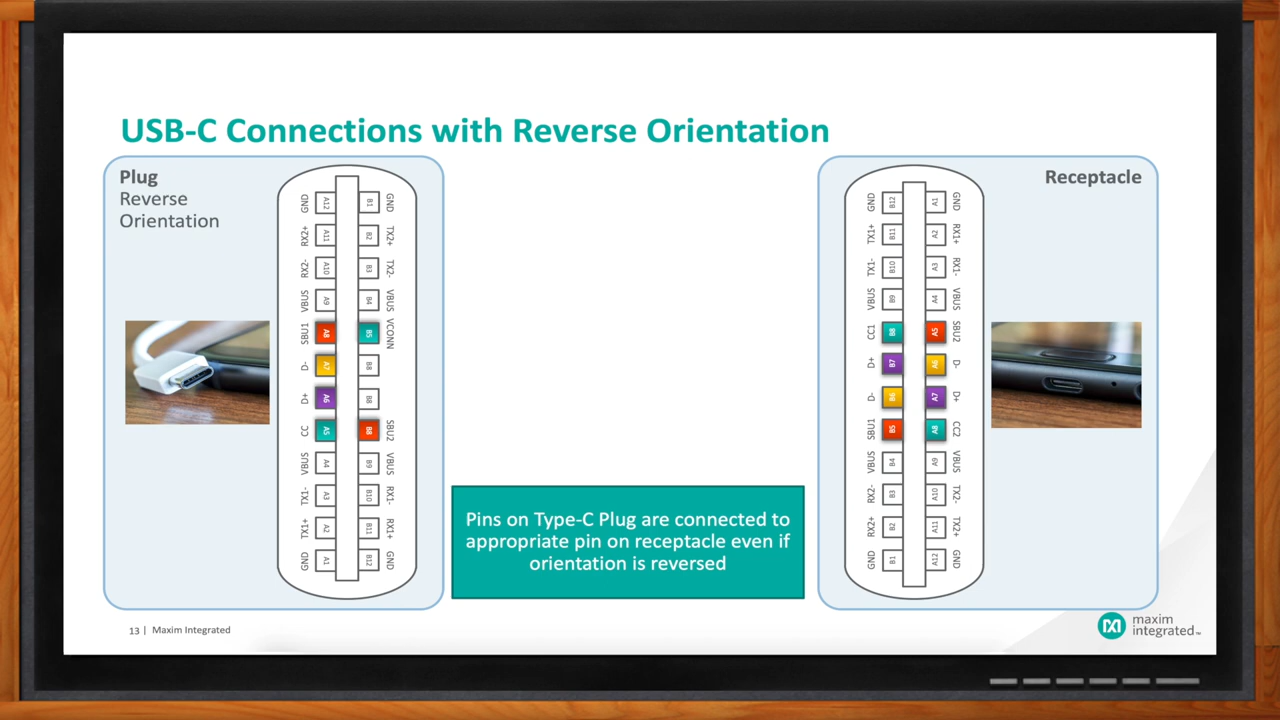 USB-C Connections with Reverse Orientation
Plug
Reverse
Orientation
GND A12 B1 GND
RX2+ A11 B2 TX2+
RX2- A10 B3 TX2-
VBUS A9 B4 VBUS
SBU1 A8 B5 VCONN
D- A7 B8
D+ A6 B8
CC A5 B8 SBU2
VBUS A4 B9 VBUS
TX1- A3 B10 RX1-
TX1+ A2 B11 RX1+
GND A1 B12 GND
Pins on Type-C Plug are connected to
appropriate pin on receptacle even if
orientation is reversed
Receptacle
GND B12 A1 GND
TX1+ B11 A2 RX1+
TX1- B10 A3 RX1-
VBUS B9 A4 VBUS
CC1 B8 A5 SBU2
D+ B7 A6 D-
D- B6 A7 D+
SBU1 B5 A8 CC2
VBUS B4 A9 VBUS
RX2- B3 A10 TX2-
RX2+ B2 A11 TX2+
GND B1 A12 GND
13 | Maxim Integrated
maxim
integrated™